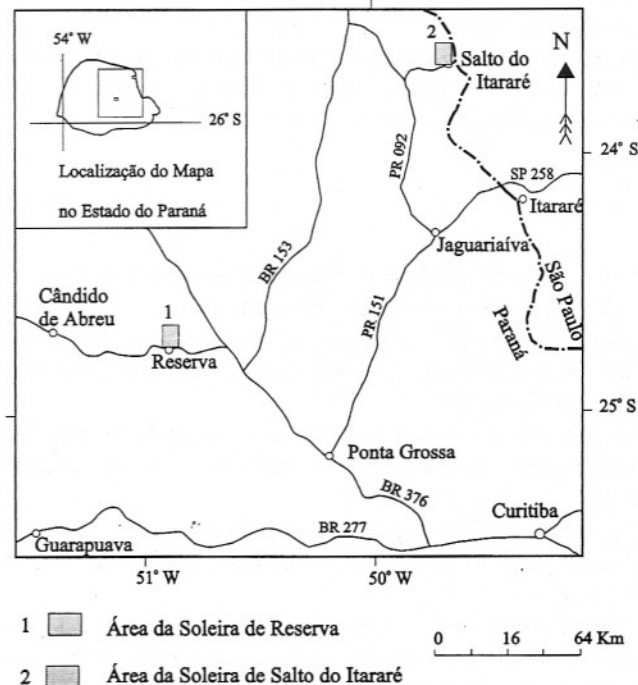 54° W
26° S
Localização do Mapa
no Estado do Paraná
2
Salto do
Itararé
N
24° S
PR 092
SP 258
Itararé
Jaguariaíva
BR 153
São Paulo
Paraná
Cândido
de Abreu
1
Reserva
PR 151
25° S
Ponta Grossa
BR 376
Curitiba
BR 277
Guarapuava
51° W
50° W
1 Área da Soleira de Reserva
0 16 64 Km
2 Área da Soleira de Salto do Itararé